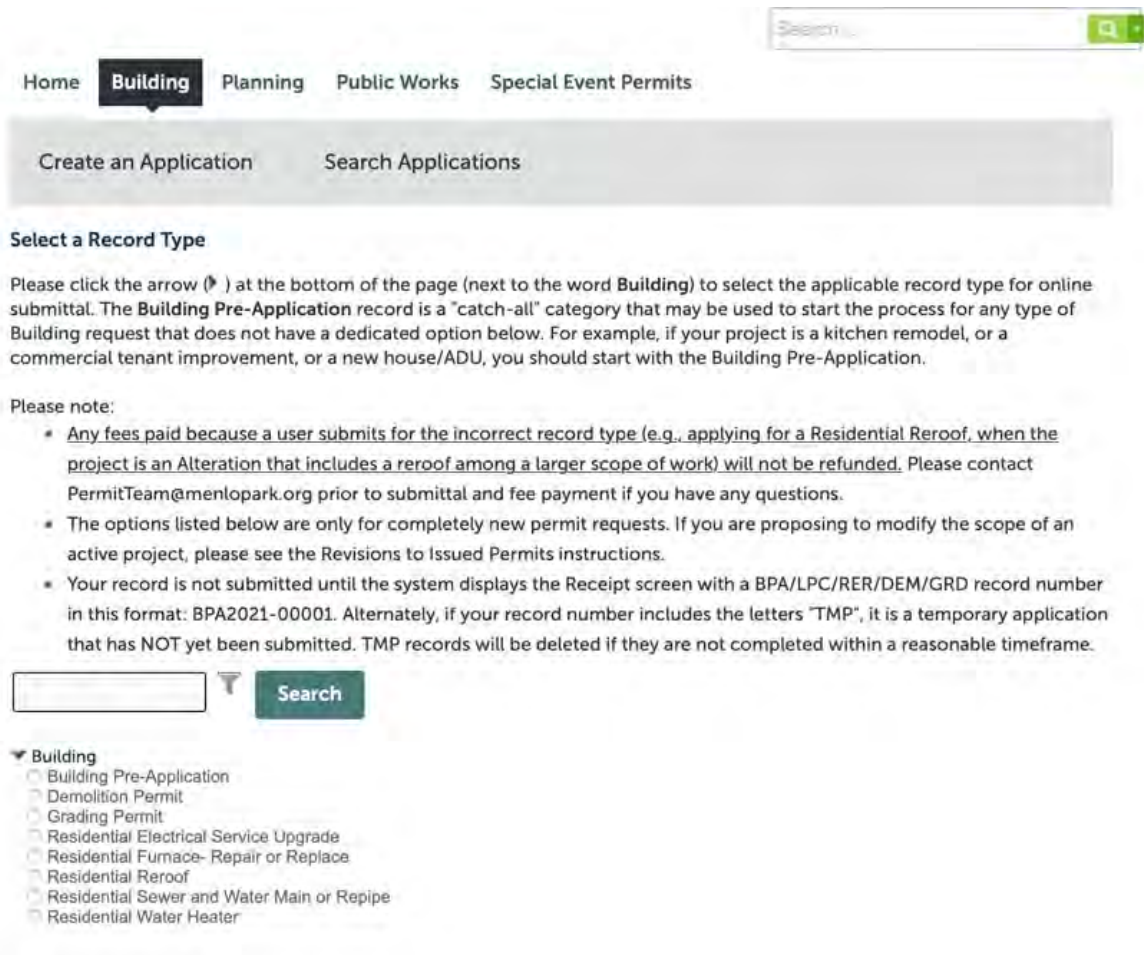 Search...
Home Building Planning Public Works Special Event Permits
Create an Application Search Applications
Select a Record Type
Please click the arrow ( ) at the bottom of the page (next to the word Building) to select the applicable record type for online
submittal. The Building Pre-Application record is a "catch-all" category that may be used to start the process for any type of
Building request that does not have a dedicated option below. For example, if your project is a kitchen remodel, or a
commercial tenant improvement, or a new house/ADU, you should start with the Building Pre-Application.
Please note:
Any fees paid because a user submits for the incorrect record type (e.g., applying for a Residential Reroof, when the
project is an Alteration that includes a reroof among a larger scope of work) will not be refunded. Please contact
PermitTeam@menlopark.org prior to submittal and fee payment if you have any questions.
The options listed below are only for completely new permit requests. If you are proposing to modify the scope of an
active project, please see the Revisions to Issued Permits instructions.
Your record is not submitted until the system displays the Receipt screen with a BPA/LPC/RER/DEM/GRD record number
in this format: BPA2021-00001. Alternately, if your record number includes the letters "TMP", it is a temporary application
that has NOT yet been submitted. TMP records will be deleted if they are not completed within a reasonable timeframe.
Search
Building
Building Pre-Application
Demolition Permit
Grading Permit
Residential Electrical Service Upgrade
Residential Furnace- Repair or Replace
Residential Reroof
Residential Sewer and Water Main or Repipe
Residential Water Heater